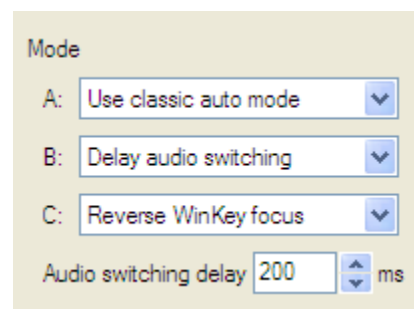 Mode
A: Use classic auto mode
B: Delay audio switching
C: Reverse WinKey focus
Audio switching delay 200 ms